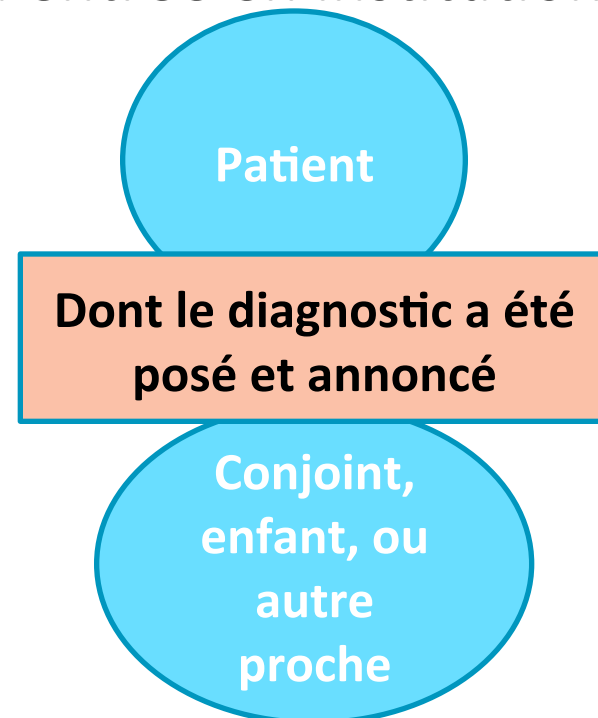 Patient
Dont le diagnostic a été
posé et annoncé
Conjoint,
enfant, ou
autre
proche